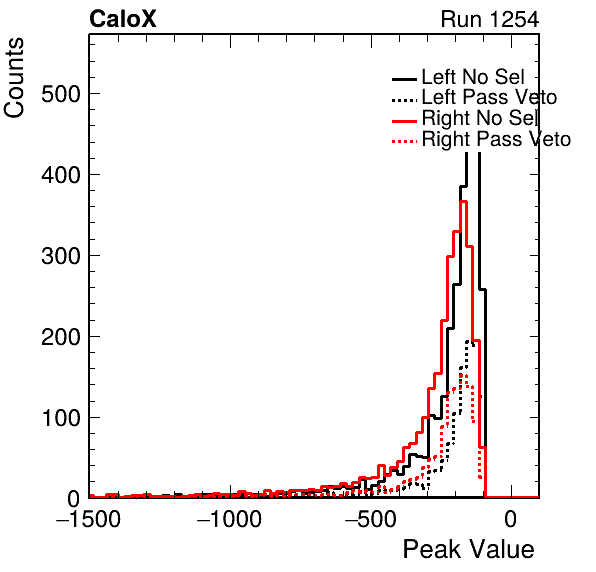 CaloX Run 1254
Counts
Left No Sel
Left Pass Veto
Right No Sel
Right Pass Veto
500
400
300
200
100
0
−1500 −1000 −500 0
Peak Value